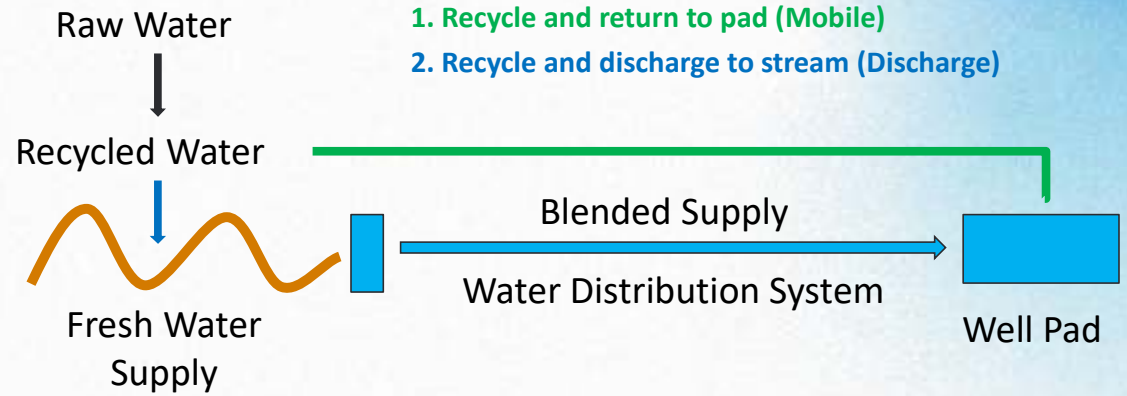 Raw Water
1. Recycle and return to pad (Mobile)
2. Recycle and discharge to stream (Discharge)
Recycled Water
Blended Supply
Water Distribution System
Fresh Water
Supply
Well Pad